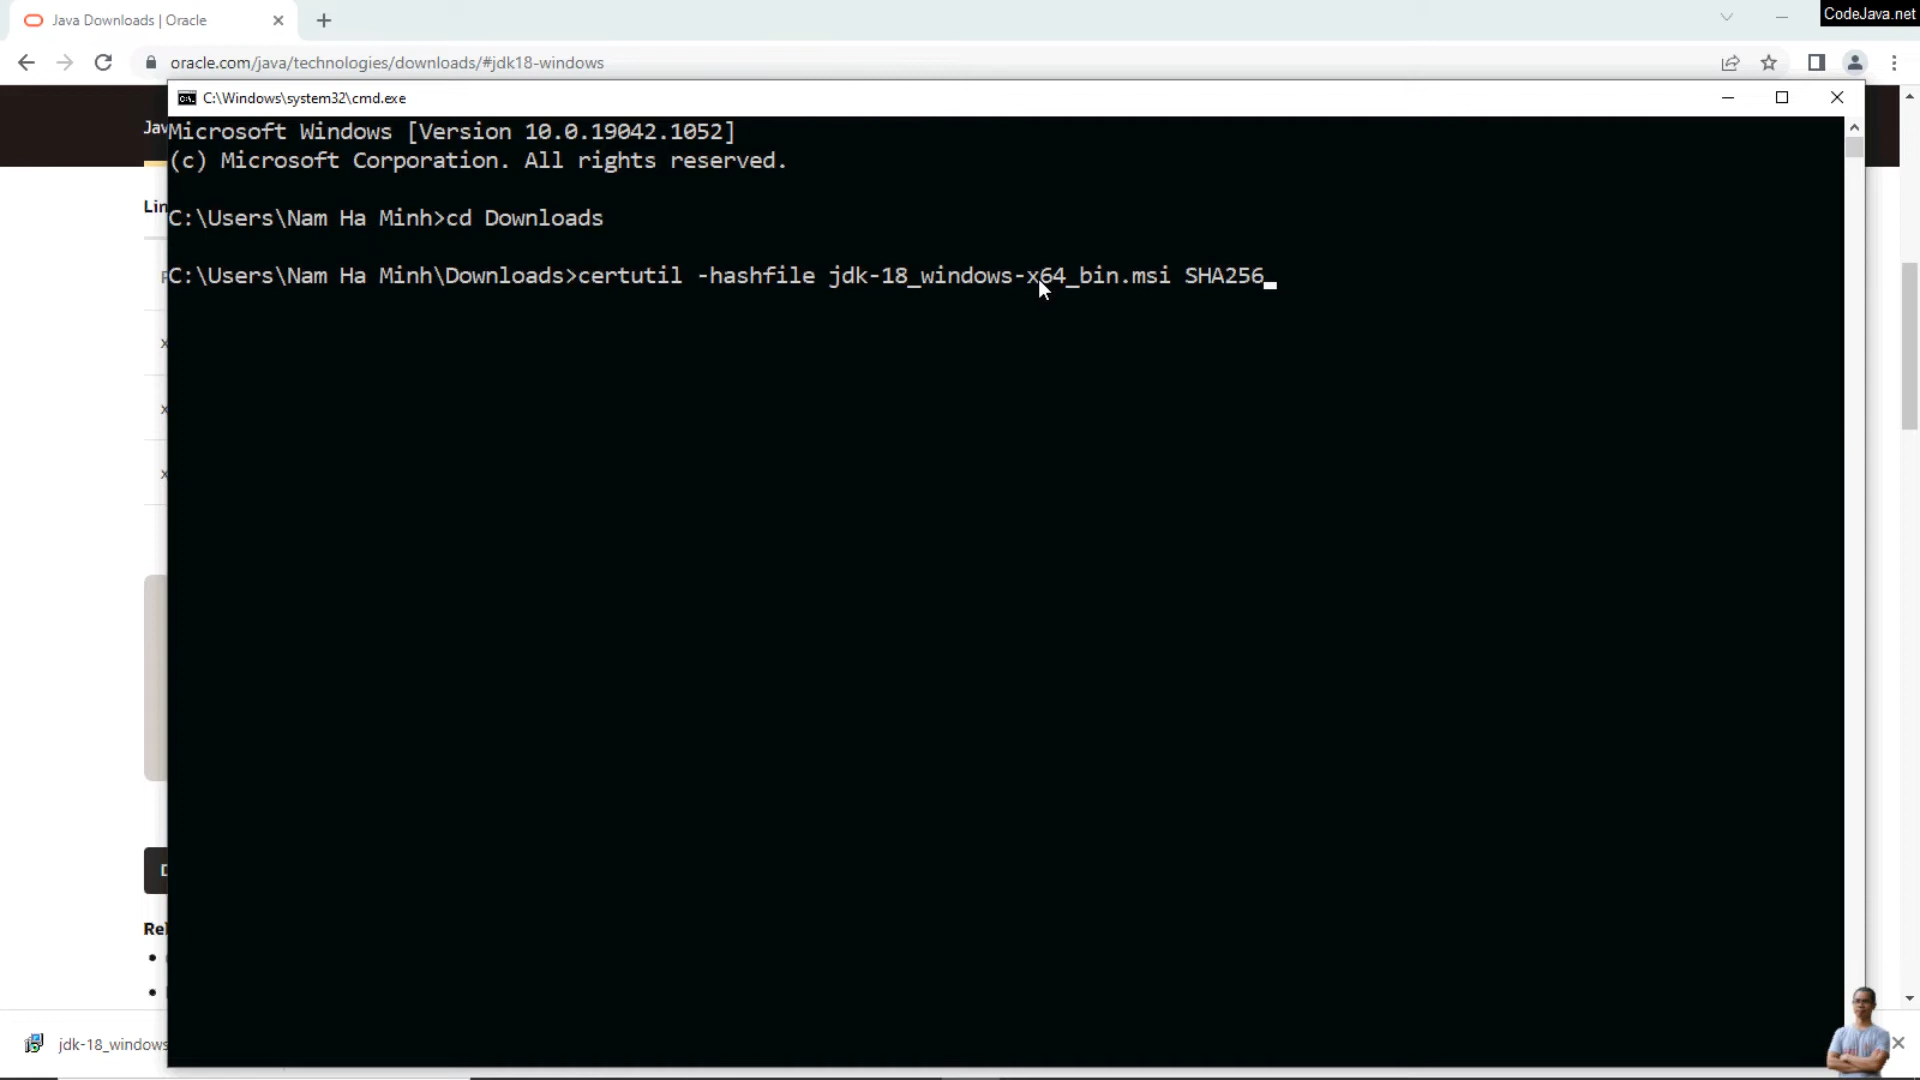 Java Downloads | Oracle
CodeJava.net
oracle.com/java/technologies/downloads/#jdk18-windows
C:\Windows\system32\cmd.exe
Jav
Microsoft Windows [Version 10.0.19042.1052]
(c) Microsoft Corporation. All rights reserved.
Lin
C:\Users\Nam Ha Minh>cd Downloads
C:\Users\Nam Ha Minh\Downloads>certutil -hashfile jdk-18_windows-x64_bin.msi SHA256
x
x
x
D
Rel
jdk-18_windows